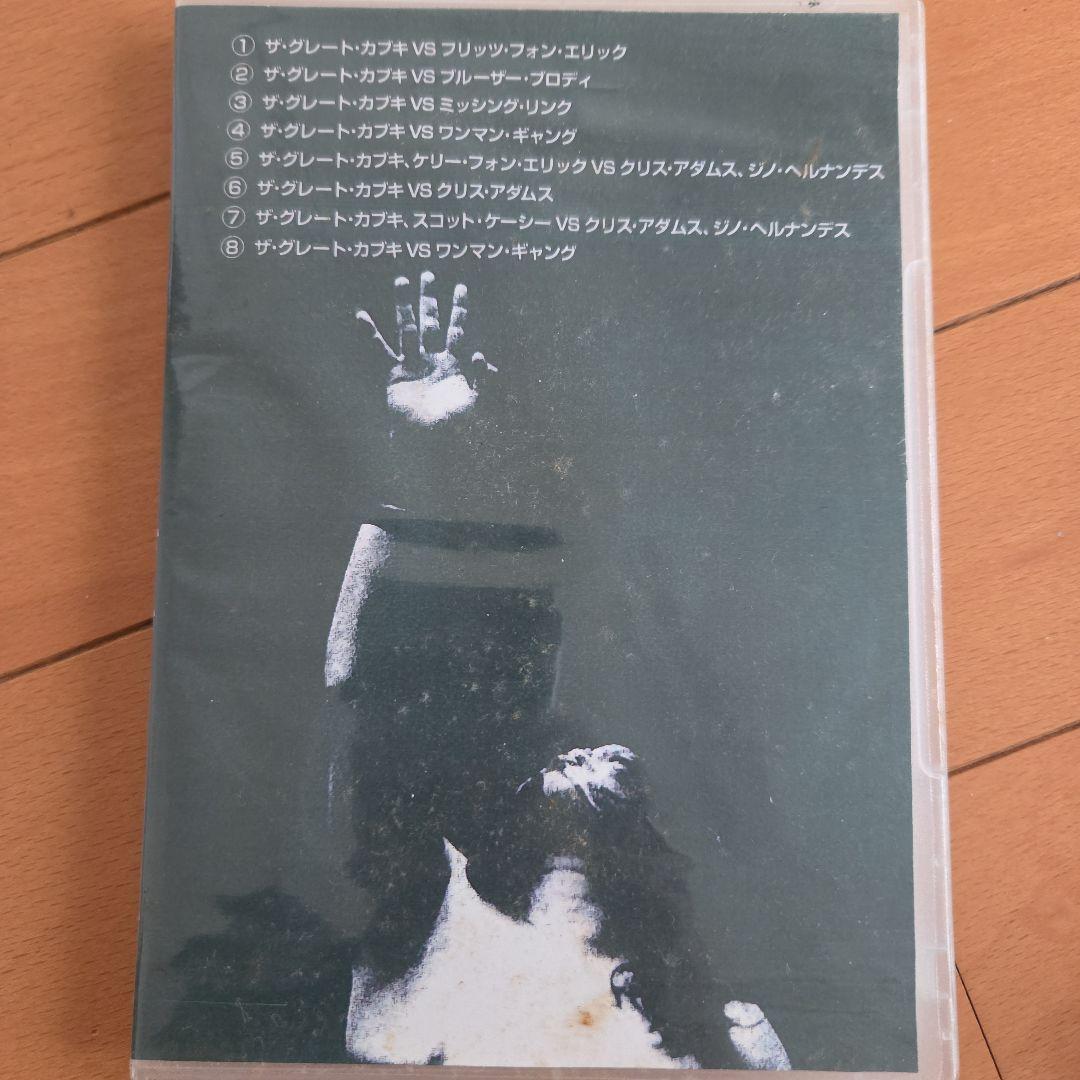 ① ザ・グレート・カブキ VS フリッツ・フォン・エリック
② ザ・グレート・カブキ VS ブルーザー・ブロディ
③ ザ・グレート・カブキ VS ミッシング・リンク
④ ザ・グレート・カブキ VS ワンマン・ギャング
⑤ ザ・グレート・カブキ、ケリー・フォン・エリック VS クリス・アダムス、ジノ・ヘルナンデス
⑥ ザ・グレート・カブキ VS クリス・アダムス
⑦ ザ・グレート・カブキ、スコット・ケーシー VS クリス・アダムス、ジノ・ヘルナンデス
⑧ ザ・グレート・カブキ VS ワンマン・ギャング